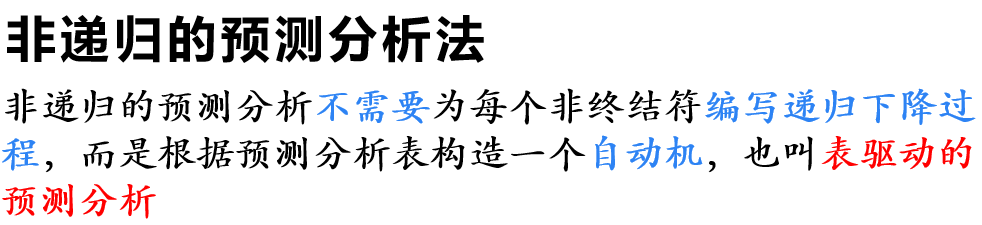 非递归的预测分析法
非递归的预测分析不需要为每个非终结符编写递归下降过
程，而是根据预测分析表构造一个自动机，也叫表驱动的
预测分析